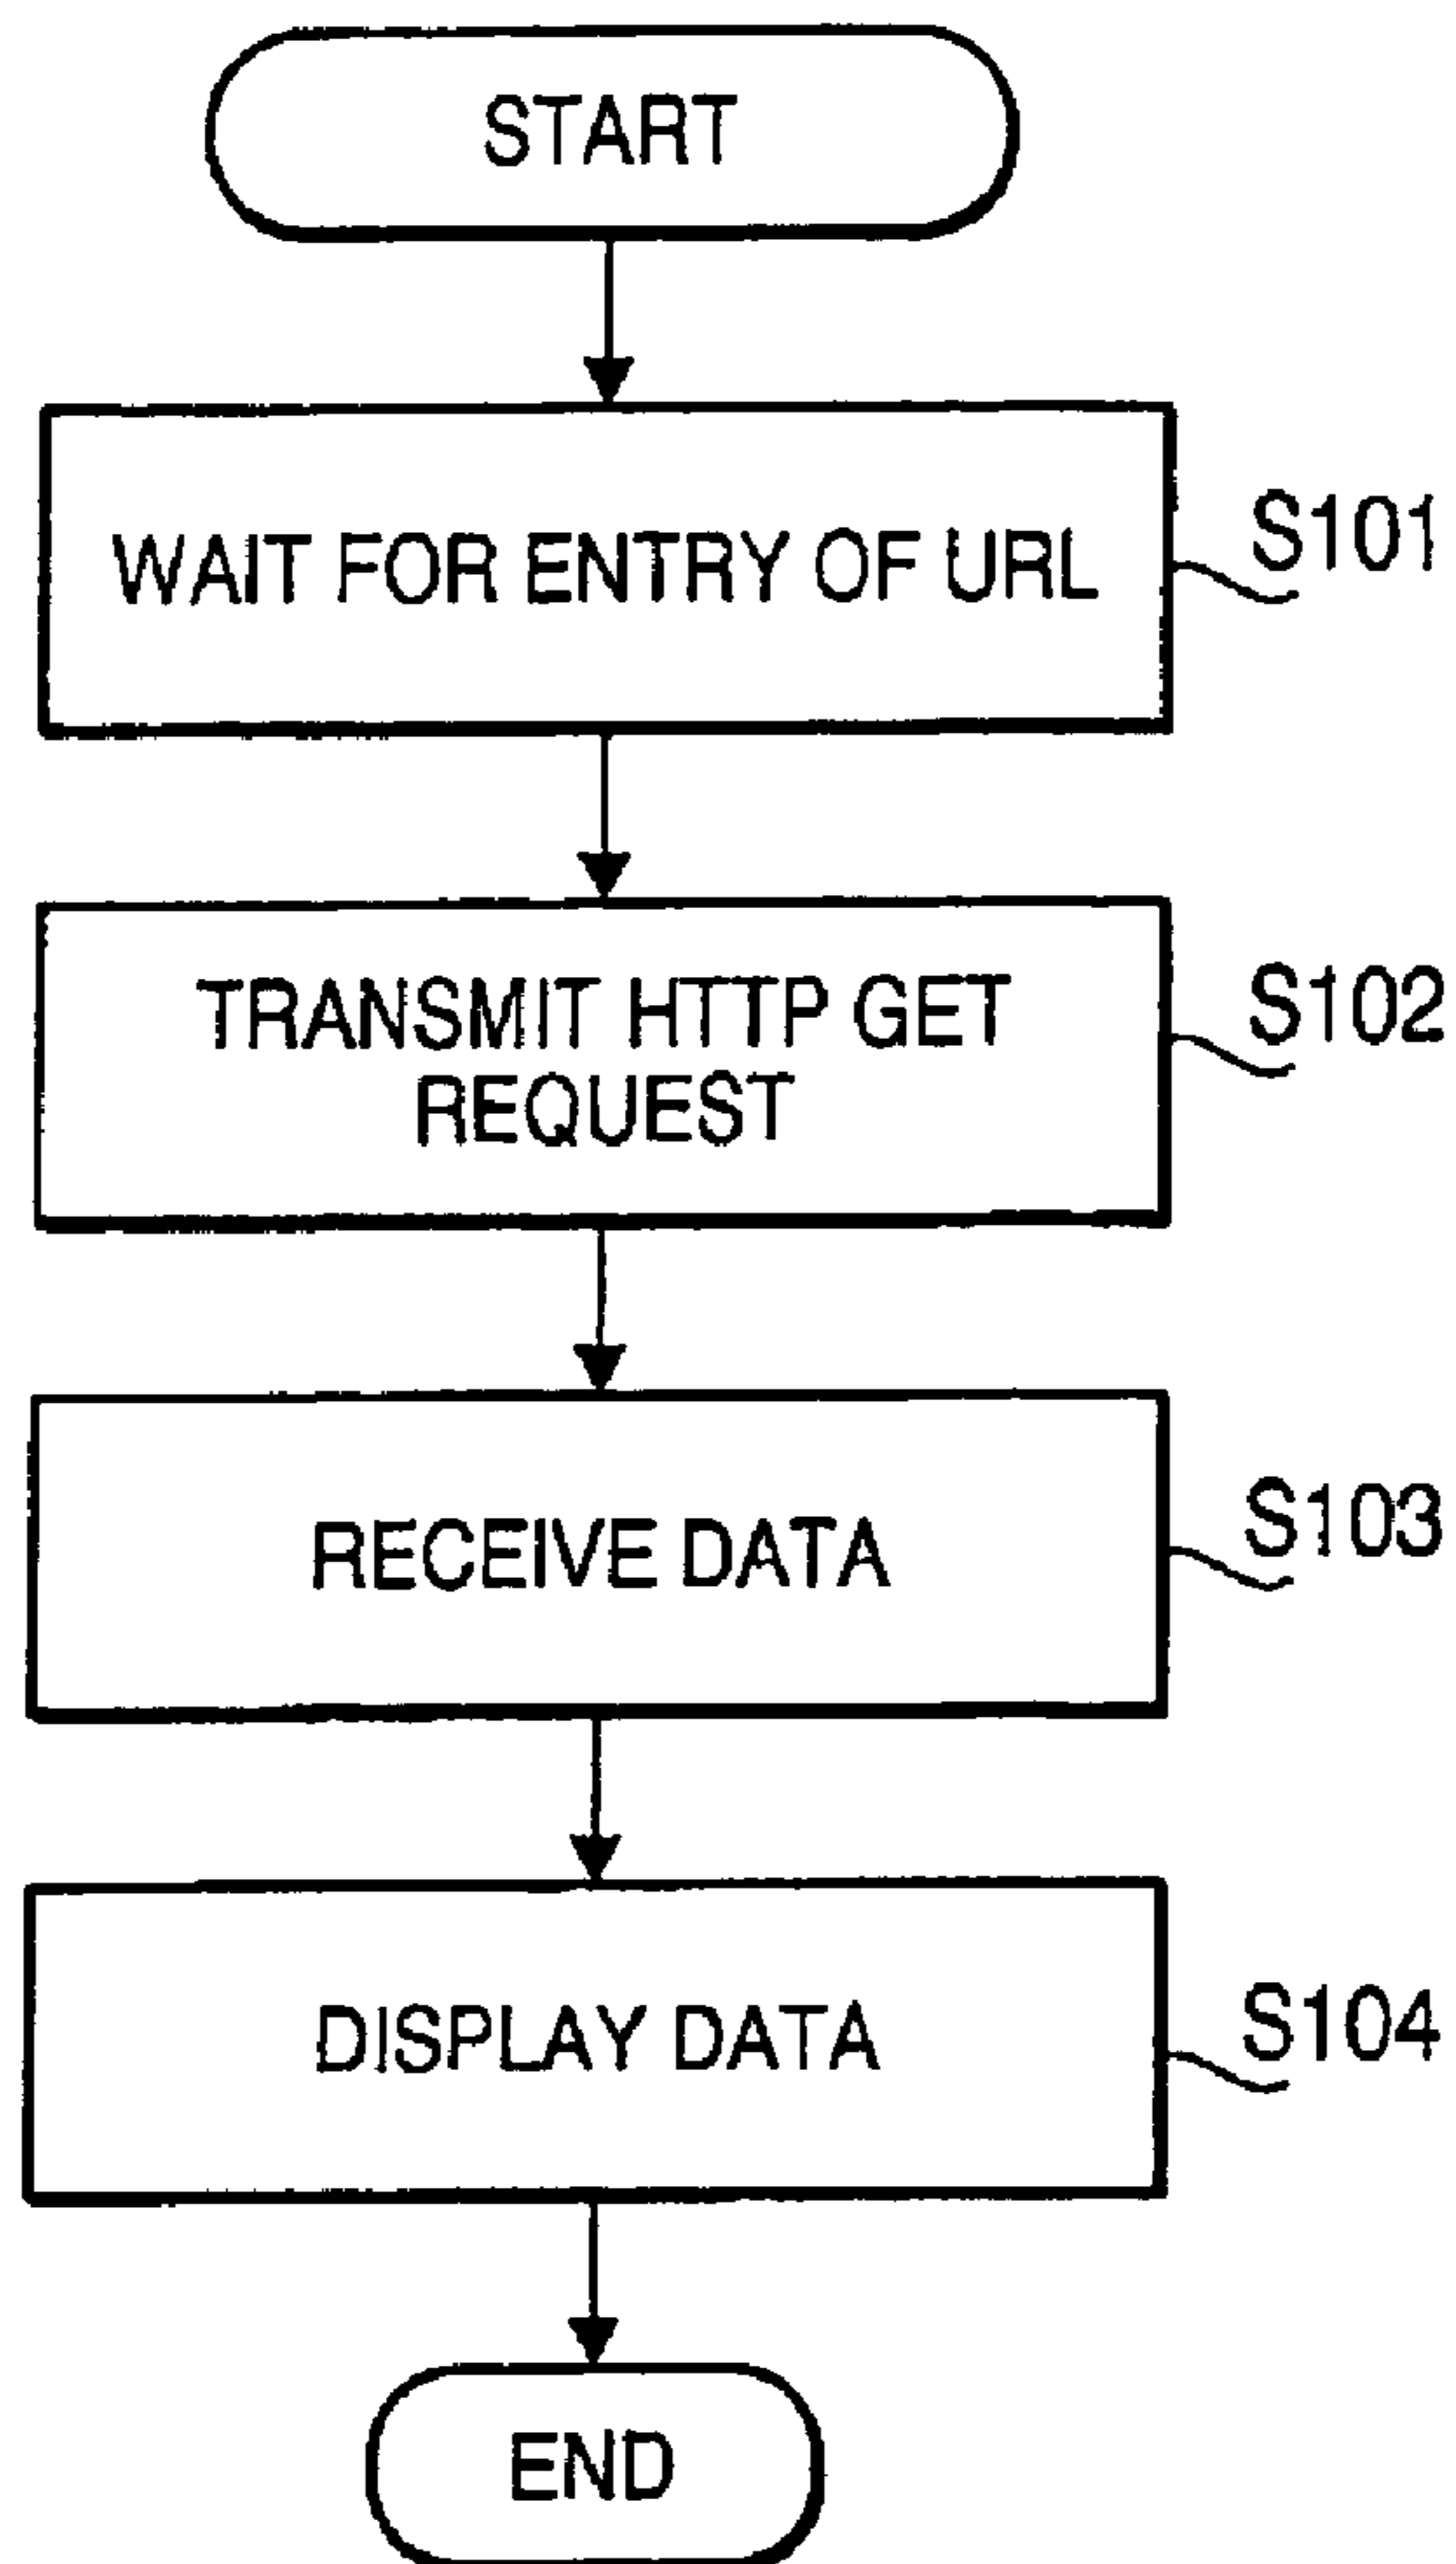 START
WAIT FOR ENTRY OF URL
S101
TRANSMIT HTTP GET
REQUEST
S102
RECEIVE DATA
S103
DISPLAY DATA
S104
END